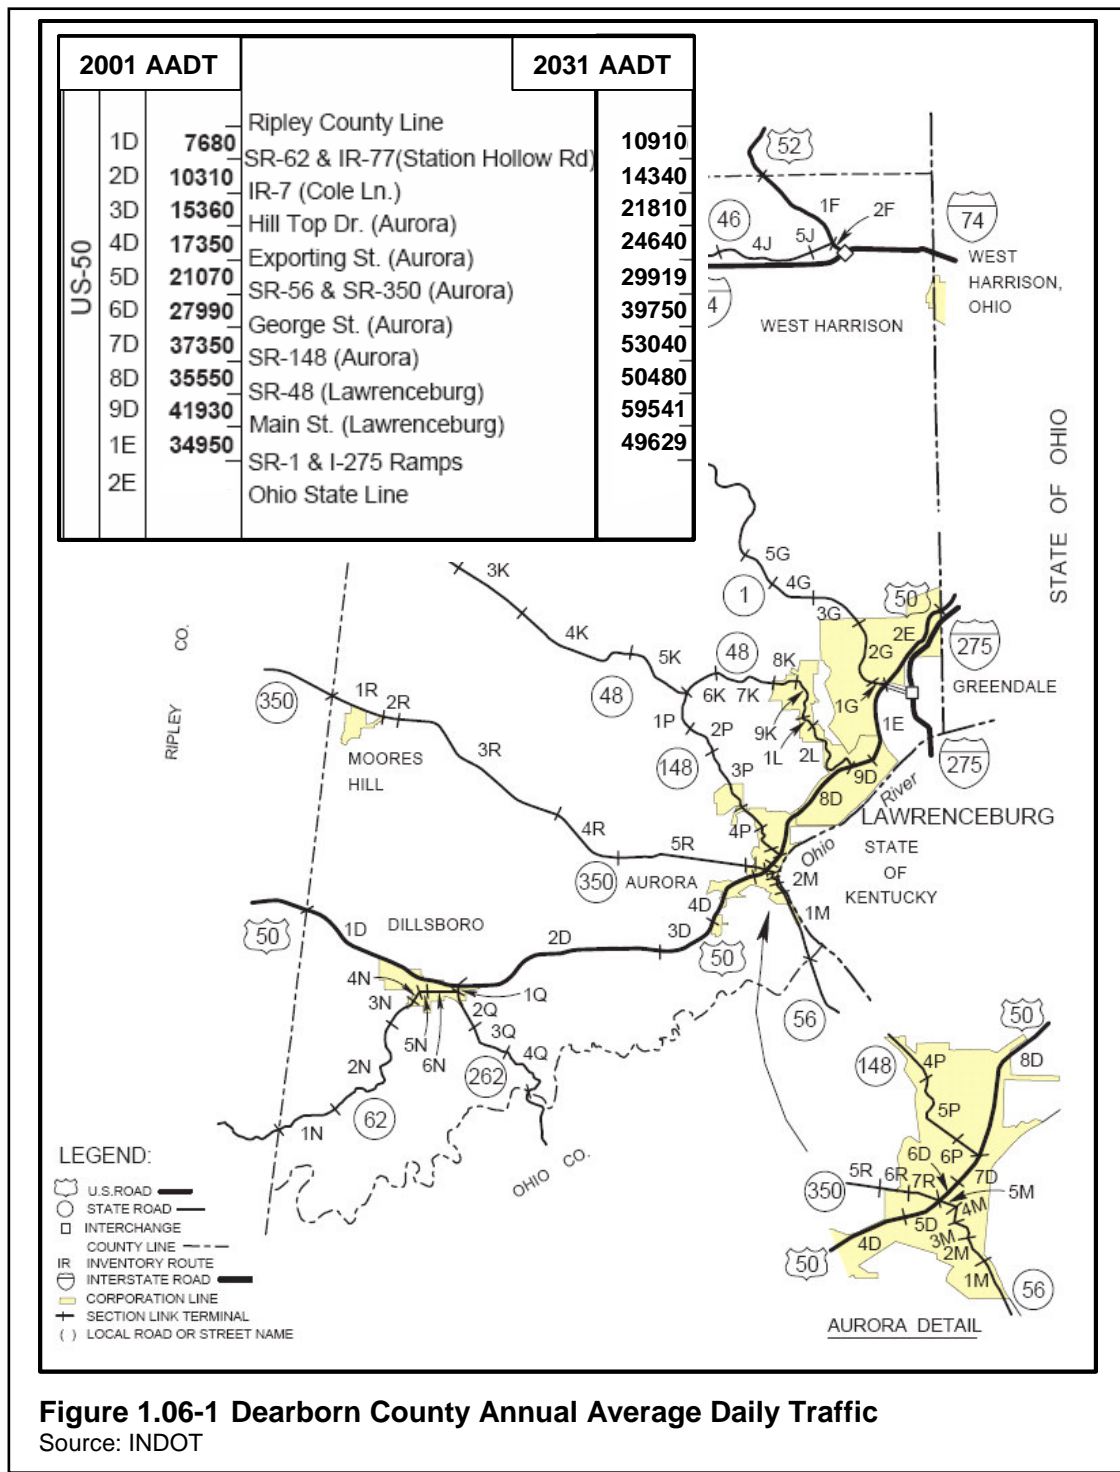 2001 AADT
2031 AADT
US-50
Ripley County Line
1D 7680 10910
SR-62 & IR-77(Station Hollow Rd)
2D 10310 14340
IR-7 (Cole Ln.)
3D 15360 21810
Hill Top Dr. (Aurora)
4D 17350 24640
Exporting St. (Aurora)
5D 21070 29919
SR-56 & SR-350 (Aurora)
6D 27990 39750
George St. (Aurora)
7D 37350 53040
SR-148 (Aurora)
8D 35550 50480
SR-48 (Lawrenceburg)
9D 41930 59541
Main St. (Lawrenceburg)
1E 34950 49629
SR-1 & I-275 Ramps
2E
Ohio State Line
52
1F
2F
46
4J
5J
74
WEST
HARRISON,
OHIO
4
WEST HARRISON
STATE OF OHIO
3K
4K
5K
48
48
6K
7K
8K
9K
1L
2L
5G
4G
1
3G
2G
1G
50
2E
275
GREENDALE
1E
275
RIPLEY CO.
350
1R
2R
MOORES
HILL
3R
4R
5R
350
AURORA
1P
2P
148
3P
4P
8D
9D
River
Ohio
LAWRENCEBURG
STATE
OF
KENTUCKY
2M
1M
4D
3D
50
2D
DILLSBORO
1D
50
4N
3N
5N
6N
1Q
2Q
3Q
4Q
262
2N
62
1N
56
OHIO CO.
50
148
4P
8D
5P
6D
6P
7D
5R
6R
7R
5M
350
4M
5D
3M
4D
2M
50
1M
56
AURORA DETAIL
LEGEND:
U.S.ROAD
STATE ROAD
INTERCHANGE
COUNTY LINE
IR INVENTORY ROUTE
INTERSTATE ROAD
CORPORATION LINE
SECTION LINK TERMINAL
( ) LOCAL ROAD OR STREET NAME
Figure 1.06-1 Dearborn County Annual Average Daily Traffic
Source: INDOT